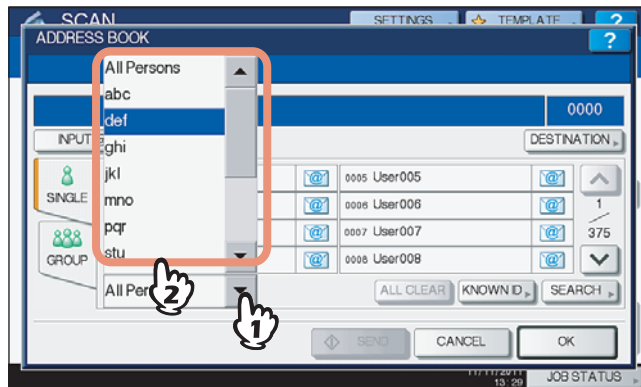 SCAN SETTINGS TEMPLATE ?
ADDRESS BOOK ?
All Persons
abc
def 0000
INPUT DESTINATION
ghi
jkl 0005 User005
SINGLE mno 0006 User006 1
pqr 0007 User007 375
GROUP stu 0008 User008
All Per 2 ALL CLEAR KNOWN ID SEARCH
1
SEND CANCEL OK
13:29 JOB STATUS